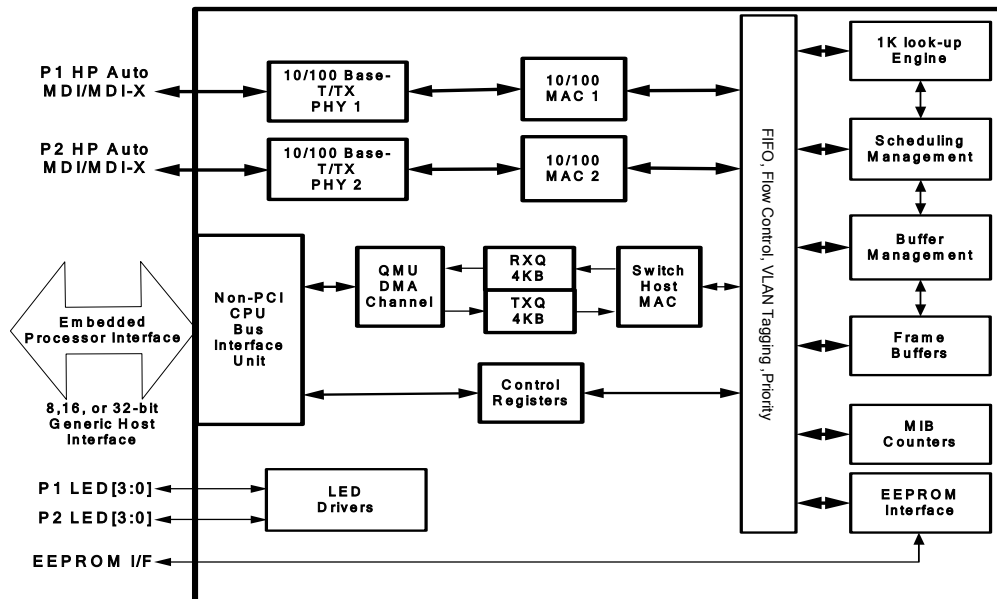 P1 HP Auto
MDI/MDI-X
10/100 Base-
T/TX
PHY 1
10/100
MAC 1
1K look-up
Engine
P2 HP Auto
MDI/MDI-X
10/100 Base-
T/TX
PHY 2
10/100
MAC 2
Scheduling
Management
FIFO, Flow Control, VLAN Tagging ,Priority
Embedded
Processor Interface
8,16, or 32-bit
Generic Host
Interface
Non-PCI
CPU
Bus
Interface
Unit
QMU
DMA
Channel
RXQ
4KB
TXQ
4KB
Switch
Host
MAC
Buffer
Management
Control
Registers
Frame
Buffers
MIB
Counters
P1 LED[3:0]
P2 LED[3:0]
LED
Drivers
EEPROM
Interface
EEPROM I/F